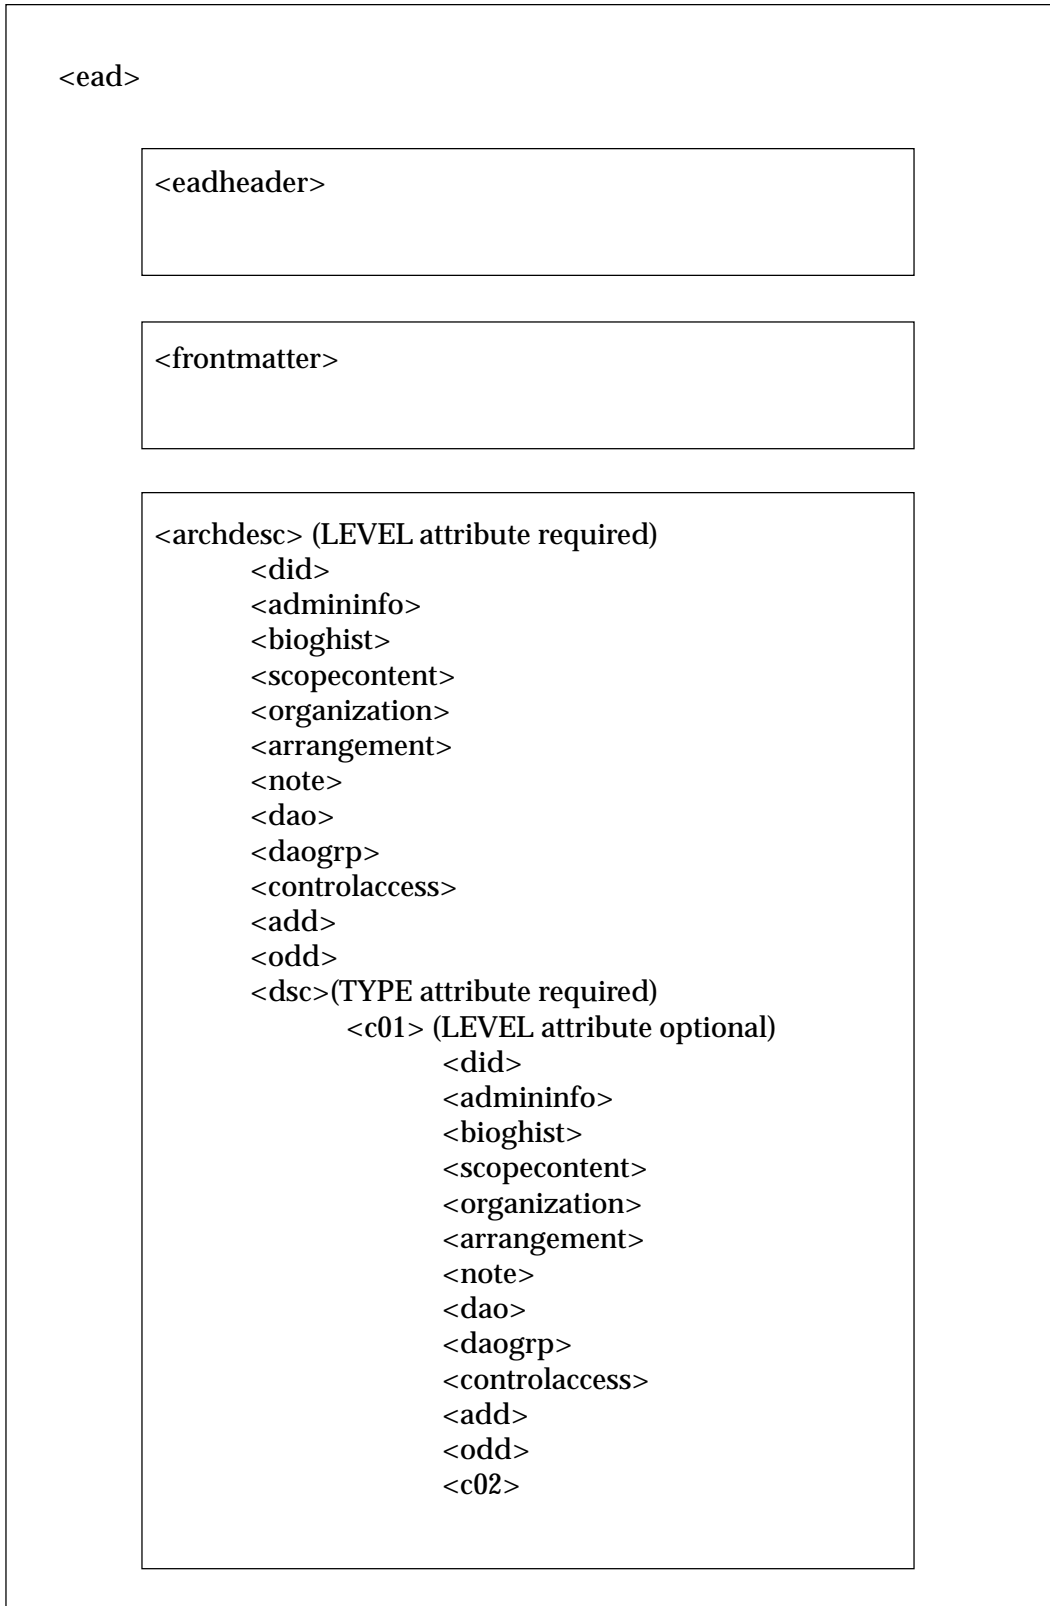 <ead>
<eadheader>
<frontmatter>
<archdesc> (LEVEL attribute required)
<did>
<admininfo>
<bioghist>
<scopecontent>
<organization>
<arrangement>
<note>
<dao>
<daogrp>
<controlaccess>
<add>
<odd>
<dsc>(TYPE attribute required)
<c01> (LEVEL attribute optional)
<did>
<admininfo>
<bioghist>
<scopecontent>
<organization>
<arrangement>
<note>
<dao>
<daogrp>
<controlaccess>
<add>
<odd>
<c02>